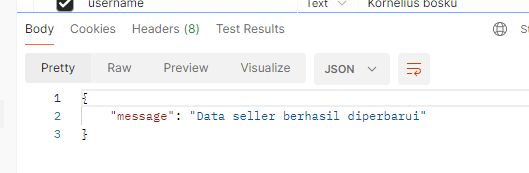 username Text Kornelius bosku
Body Cookies Headers (8) Test Results
Pretty Raw Preview Visualize JSON
1 {
2 "message": "Data seller berhasil diperbarui"
3 }